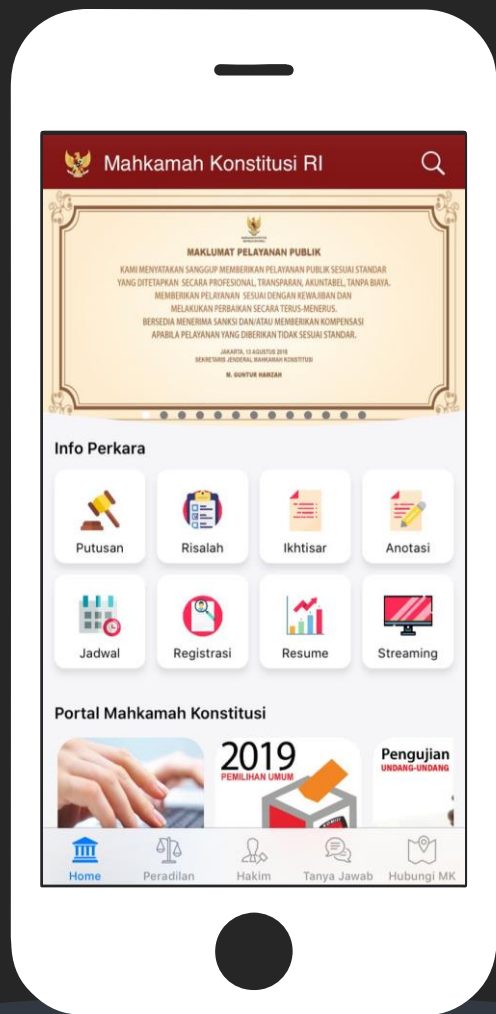 Mahkamah Konstitusi RI
MAKLUMAT PELAYANAN PUBLIK
KAMI MENYATAKAN SANGGUP MEMBERIKAN PELAYANAN PUBLIK SESUAI STANDAR
YANG DITETAPKAN SECARA PROFESIONAL, TRANSPARAN, AKUNTABEL, TANPA BIAYA.
MEMBERIKAN PELAYANAN SESUAI DENGAN KEWAJIBAN DAN
MELAKUKAN PERBAIKAN SECARA TERUS-MENERUS.
BERSEDIA MENERIMA SANKSI DAN/ATAU MEMBERIKAN KOMPENSASI
APABILA PELAYANAN YANG DIBERIKAN TIDAK SESUAI STANDAR.
JAKARTA, 13 AGUSTUS 2018
SEKRETARIS JENDERAL MAHKAMAH KONSTITUSI
M. GUNTUR HAMZAH
Info Perkara
Putusan Risalah Ikhtisar Anotasi
Jadwal Registrasi Resume Streaming
Portal Mahkamah Konstitusi
2019
PEMILIHAN UMUM
Pengujian
UNDANG-UNDANG
Home Peradilan Hakim Tanya Jawab Hubungi MK